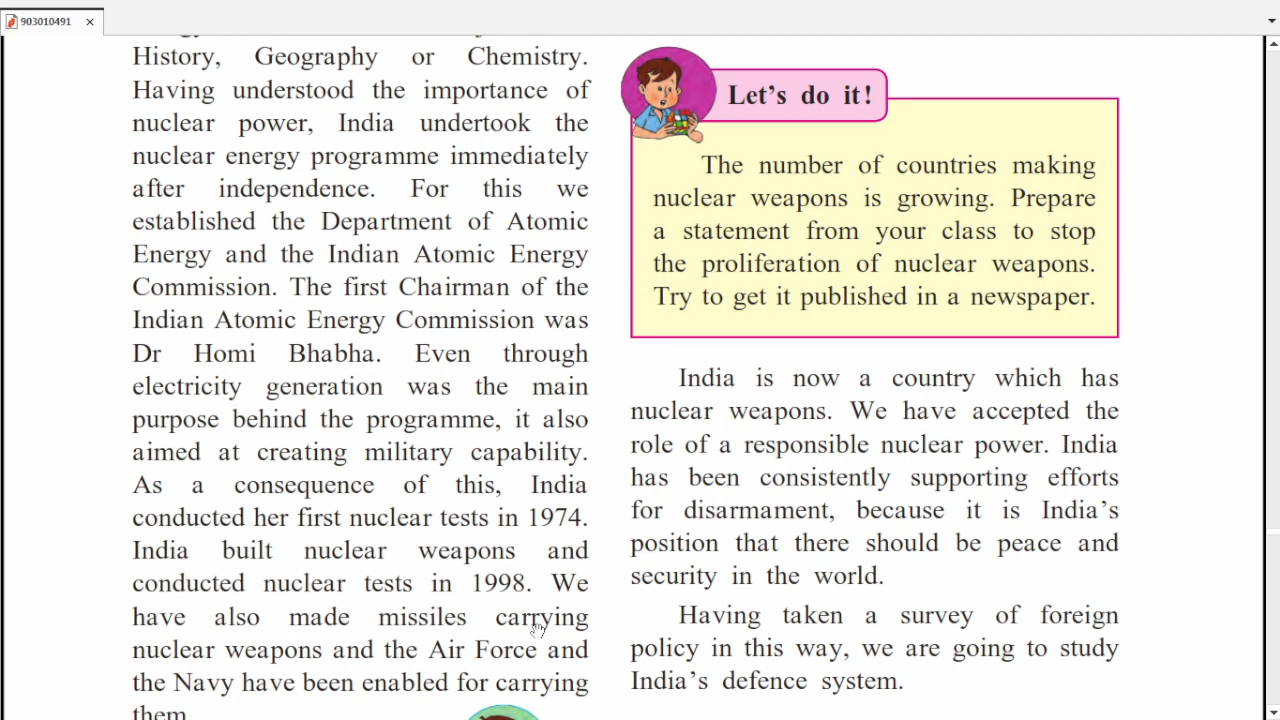 903010491
History, Geography or Chemistry.
Having understood the importance of
nuclear power, India undertook the
nuclear energy programme immediately
after independence. For this we
established the Department of Atomic
Energy and the Indian Atomic Energy
Commission. The first Chairman of the
Indian Atomic Energy Commission was
Dr Homi Bhabha. Even through
electricity generation was the main
purpose behind the programme, it also
aimed at creating military capability.
As a consequence of this, India
conducted her first nuclear tests in 1974.
India built nuclear weapons and
conducted nuclear tests in 1998. We
have also made missiles carrying
nuclear weapons and the Air Force and
the Navy have been enabled for carrying
them
Let's do it!
The number of countries making
nuclear weapons is growing. Prepare
a statement from your class to stop
the proliferation of nuclear weapons.
Try to get it published in a newspaper.
India is now a country which has
nuclear weapons. We have accepted the
role of a responsible nuclear power. India
has been consistently supporting efforts
for disarmament, because it is India's
position that there should be peace and
security in the world.
Having taken a survey of foreign
policy in this way, we are going to study
India's defence system.